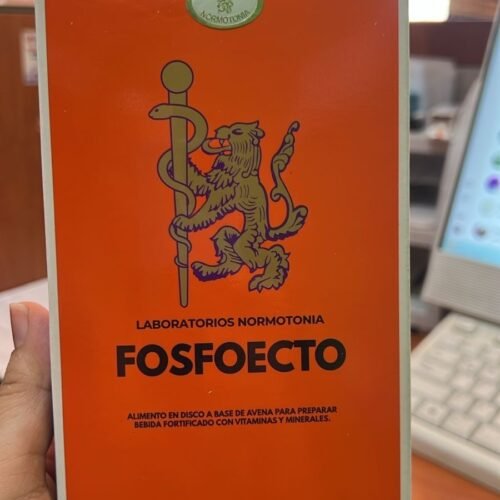 NORMOTONIA
LABORATORIOS NORMOTONIA
FOSFOECTO
ALIMENTO EN DISCO A BASE DE AVENA PARA PREPARAR
BEBIDA FORTIFICADO CON VITAMINAS Y MINERALES.